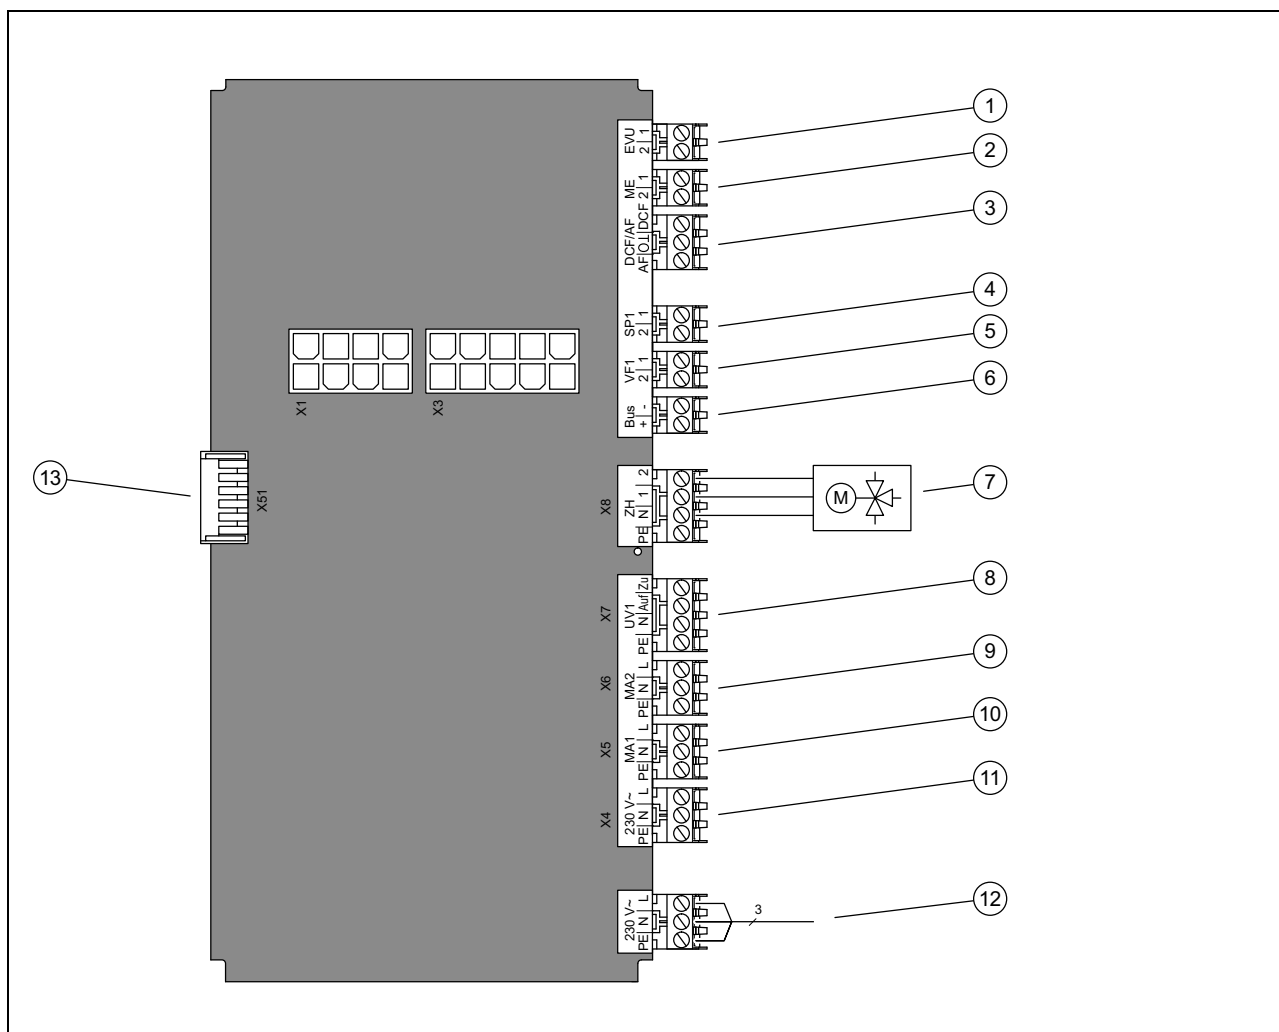 1
EVU
2 1
2
ME
2 1
3
DCF/AF
AF DCF
4
SP1
2 1
5
VF1
2 1
6
Bus
+ -
X1
X3
13
X51
X8
ZH
PE N 1 2
M
7
X7
UV1
PE N Auf Zu
8
X6
MA2
PE N L
9
X5
MA1
PE N L
10
X4
230 V~
PE N L
11
230 V~
PE N L
3
12